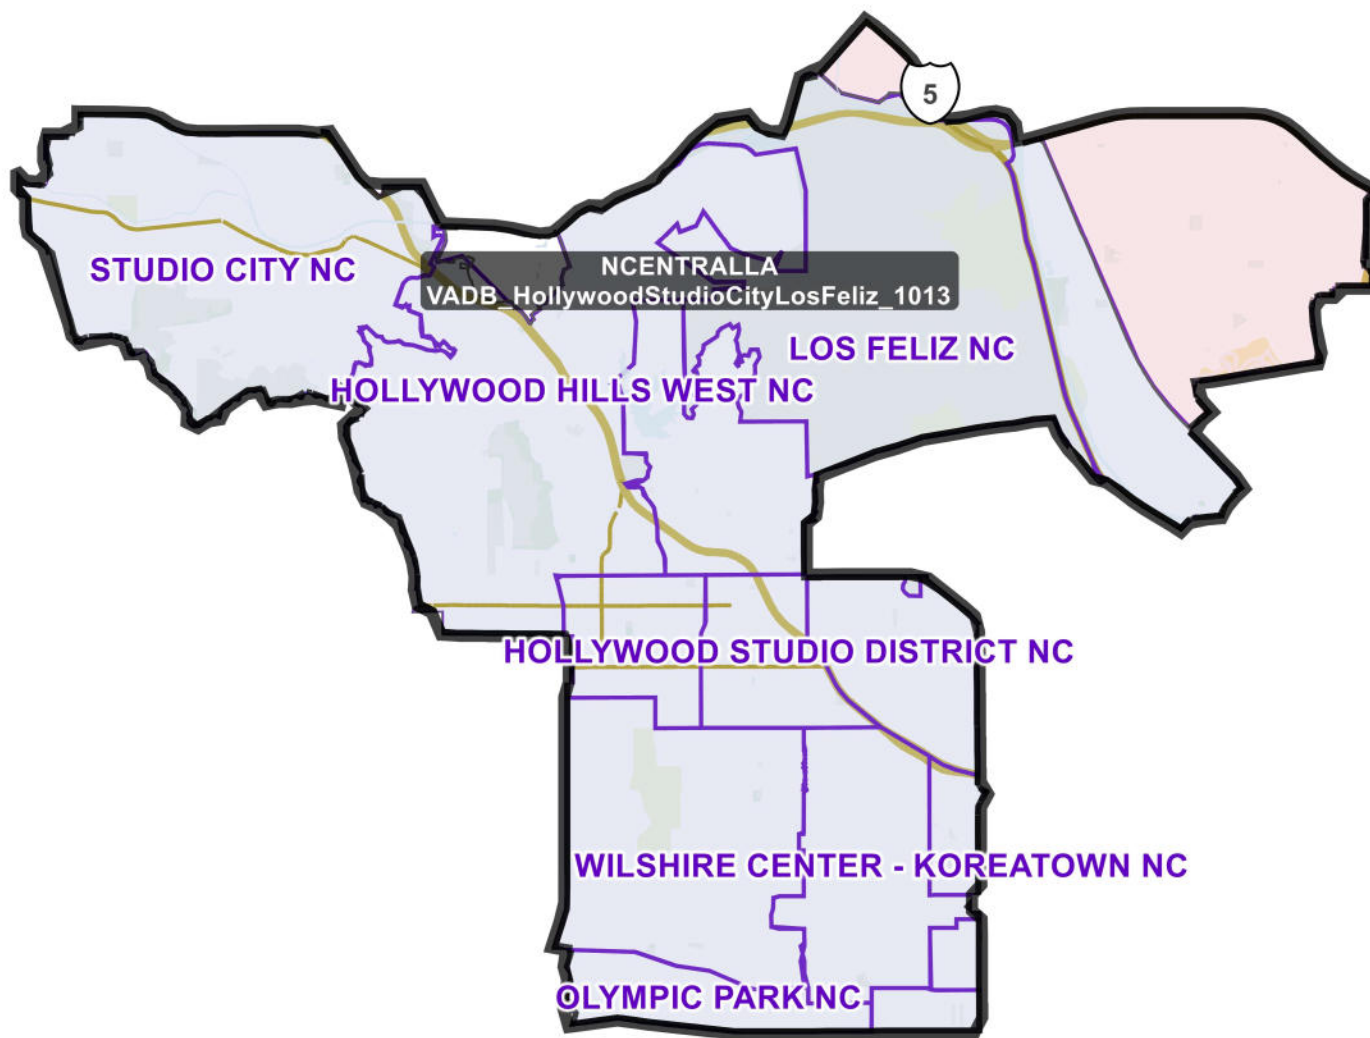 5
STUDIO CITY NC
NCENTRALLA
VADB_HollywoodStudioCityLosFeliz_1013
LOS FELIZ NC
HOLLYWOOD HILLS WEST NC
HOLLYWOOD STUDIO DISTRICT NC
WILSHIRE CENTER - KOREATOWN NC
OLYMPIC PARK NC